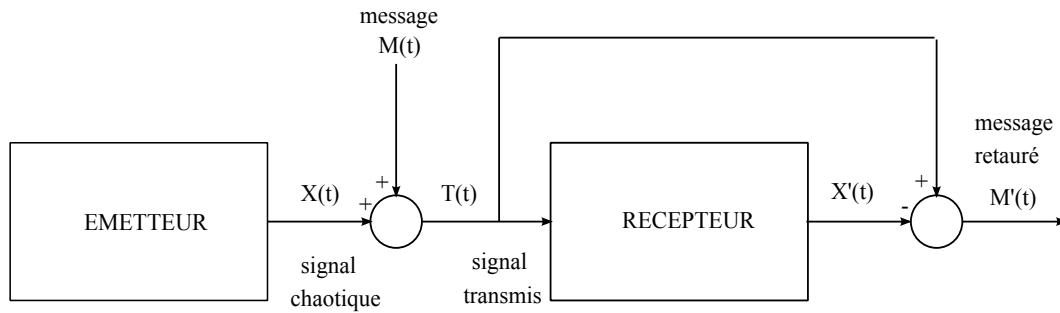 message
M(t)
EMETTEUR
X(t)
+
+
signal
chaotique
T(t)
signal
transmis
RECEPTEUR
X'(t)
+
-
message
retauré
M'(t)